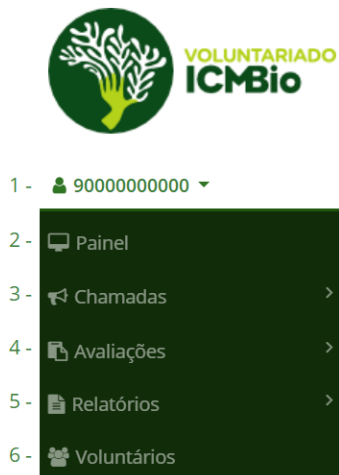 VOLUNTARIADO
ICMBio
1 - 90000000000
2 - Painel
3 - Chamadas
4 - Avaliações
5 - Relatórios
6 - Voluntários